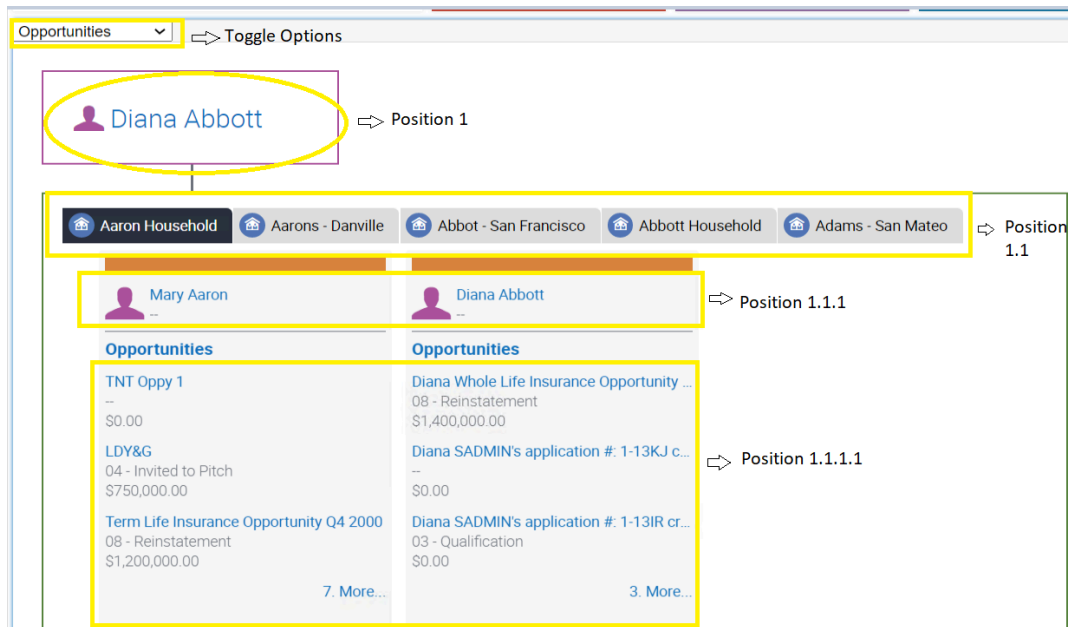 Opportunities
Toggle Options
Diana Abbott
Position 1
Aaron Household
Aarons - Danville
Abbot - San Francisco
Abbott Household
Adams - San Mateo
Position
1.1
Mary Aaron
--
Diana Abbott
--
Position 1.1.1
Opportunities
TNT Oppy 1
--
$0.00
LDY&G
04 - Invited to Pitch
$750,000.00
Term Life Insurance Opportunity Q4 2000
08 - Reinstatement
$1,200,000.00
7. More...
Opportunities
Diana Whole Life Insurance Opportunity ...
08 - Reinstatement
$1,400,000.00
Diana SADMIN's application #: 1-13KJ c...
--
$0.00
Diana SADMIN's application #: 1-13IR cr...
03 - Qualification
$0.00
3. More...
Position 1.1.1.1